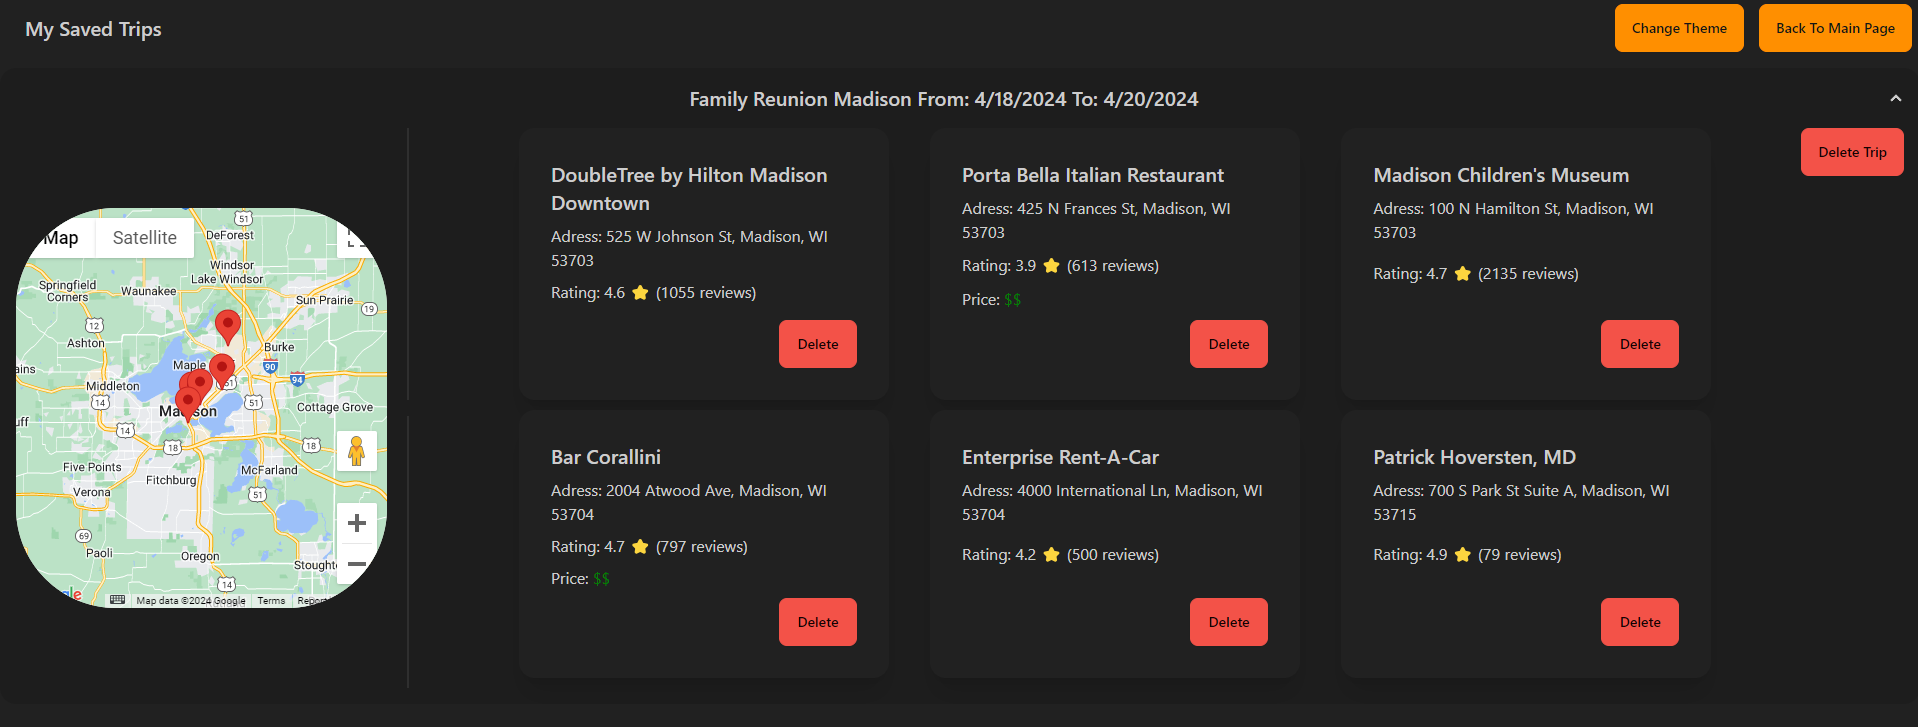 My Saved Trips
Change Theme
Back To Main Page
Family Reunion Madison From: 4/18/2024 To: 4/20/2024
Delete Trip
Map
Satellite
51
DeForest
Windsor
Lake Windsor
Springfield
Corners
Waunakee
Sun Prairie
19
12
Ashton
Burke
Maple
90
94
Middleton
51
14
51
Cottage Grove
Madison
14
18
18
Five Points
McFarland
Fitchburg
Verona
51
69
Paoli
Oregon
14
Map data ©2024 Google
Terms
DoubleTree by Hilton Madison
Downtown
Adress: 525 W Johnson St, Madison, WI
53703
Rating: 4.6 ⭐ (1055 reviews)
Delete
Porta Bella Italian Restaurant
Adress: 425 N Frances St, Madison, WI
53703
Rating: 3.9 ⭐ (613 reviews)
Price: $$
Delete
Madison Children's Museum
Adress: 100 N Hamilton St, Madison, WI
53703
Rating: 4.7 ⭐ (2135 reviews)
Delete
Bar Corallini
Adress: 2004 Atwood Ave, Madison, WI
53704
Rating: 4.7 ⭐ (797 reviews)
Price: $$
Delete
Enterprise Rent-A-Car
Adress: 4000 International Ln, Madison, WI
53704
Rating: 4.2 ⭐ (500 reviews)
Delete
Patrick Hoversten, MD
Adress: 700 S Park St Suite A, Madison, WI
53715
Rating: 4.9 ⭐ (79 reviews)
Delete